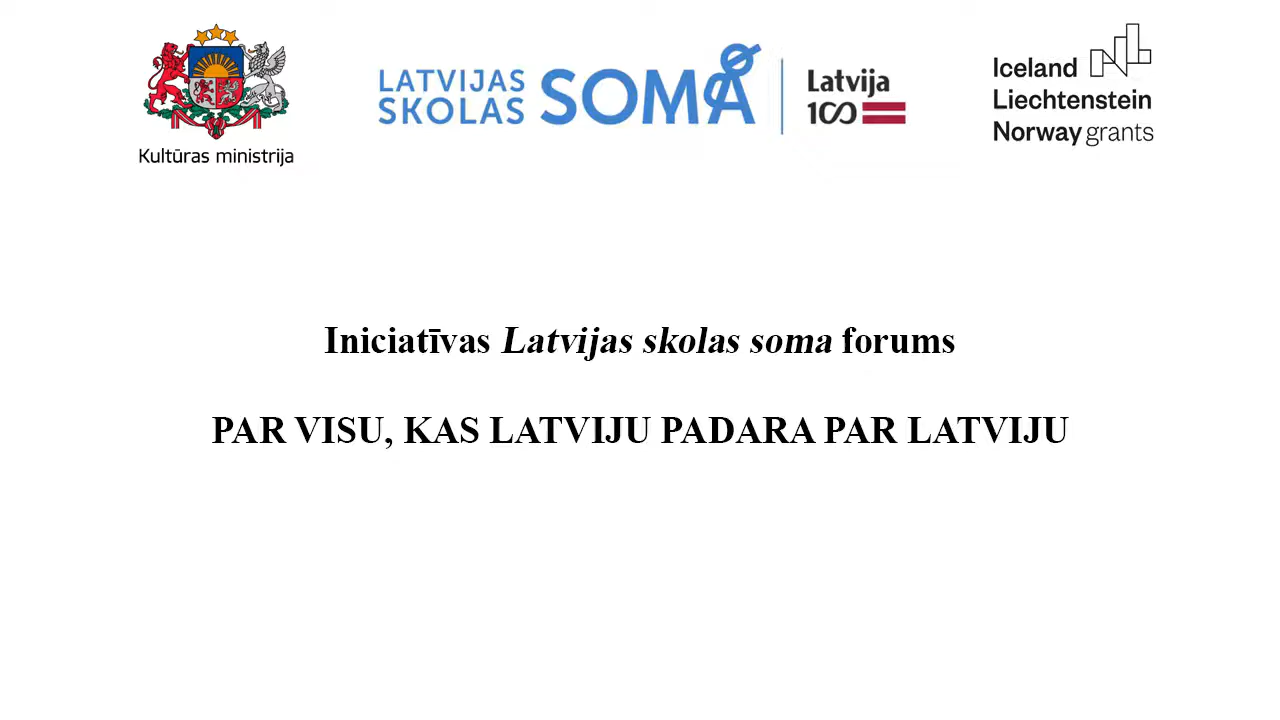 Kultūras ministrija
LATVIJAS
SKOLAS
SOMA
Latvija
100
Iceland
Liechtenstein
Norway grants
Iniciatīvas Latvijas skolas soma forums
PAR VISU, KAS LATVIJU PADARA PAR LATVIJU